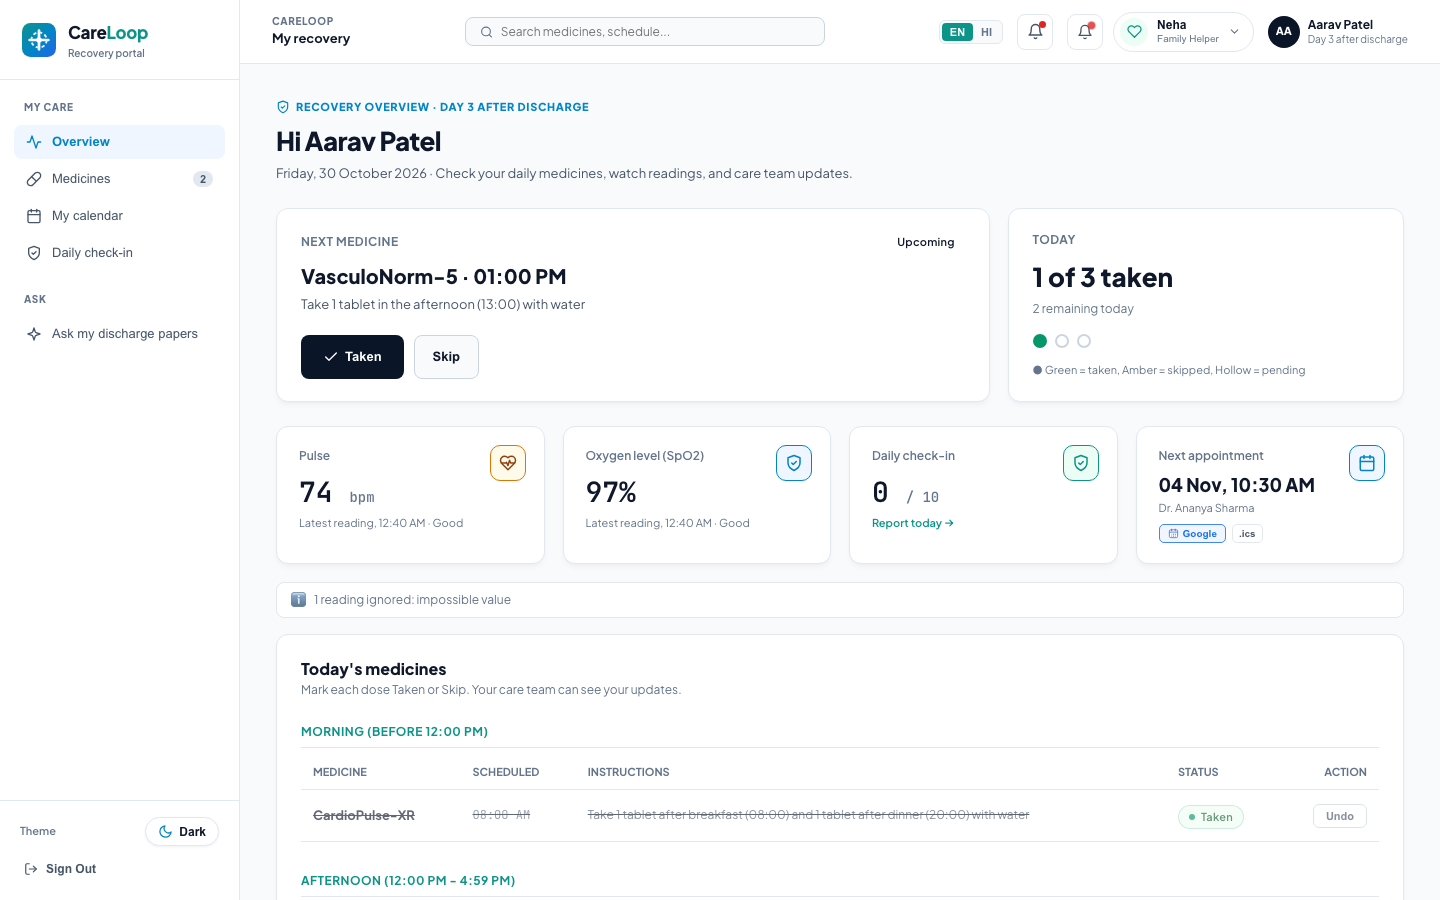 CareLoop
Recovery portal
MY CARE
Overview
Medicines 2
My calendar
Daily check-in
ASK
Ask my discharge papers
Theme Dark
Sign Out
CARELOOP
My recovery
Search medicines, schedule...
EN HI
Neha
Family Helper
AA
Aarav Patel
Day 3 after discharge
RECOVERY OVERVIEW · DAY 3 AFTER DISCHARGE
Hi Aarav Patel
Friday, 30 October 2026 · Check your daily medicines, watch readings, and care team updates.
NEXT MEDICINE Upcoming
VasculoNorm-5 · 01:00 PM
Take 1 tablet in the afternoon (13:00) with water
Taken Skip
TODAY
1 of 3 taken
2 remaining today
Green = taken, Amber = skipped, Hollow = pending
Pulse
74 bpm
Latest reading, 12:40 AM · Good
Oxygen level (SpO2)
97%
Latest reading, 12:40 AM · Good
Daily check-in
0 / 10
Report today →
Next appointment
04 Nov, 10:30 AM
Dr. Ananya Sharma
Google .ics
1 reading ignored: impossible value
Today's medicines
Mark each dose Taken or Skip. Your care team can see your updates.
MORNING (BEFORE 12:00 PM)
MEDICINE SCHEDULED INSTRUCTIONS STATUS ACTION
CardioPulse-XR 08:00 AM Take 1 tablet after breakfast (08:00) and 1 tablet after dinner (20:00) with water Taken Undo
AFTERNOON (12:00 PM – 4:59 PM)